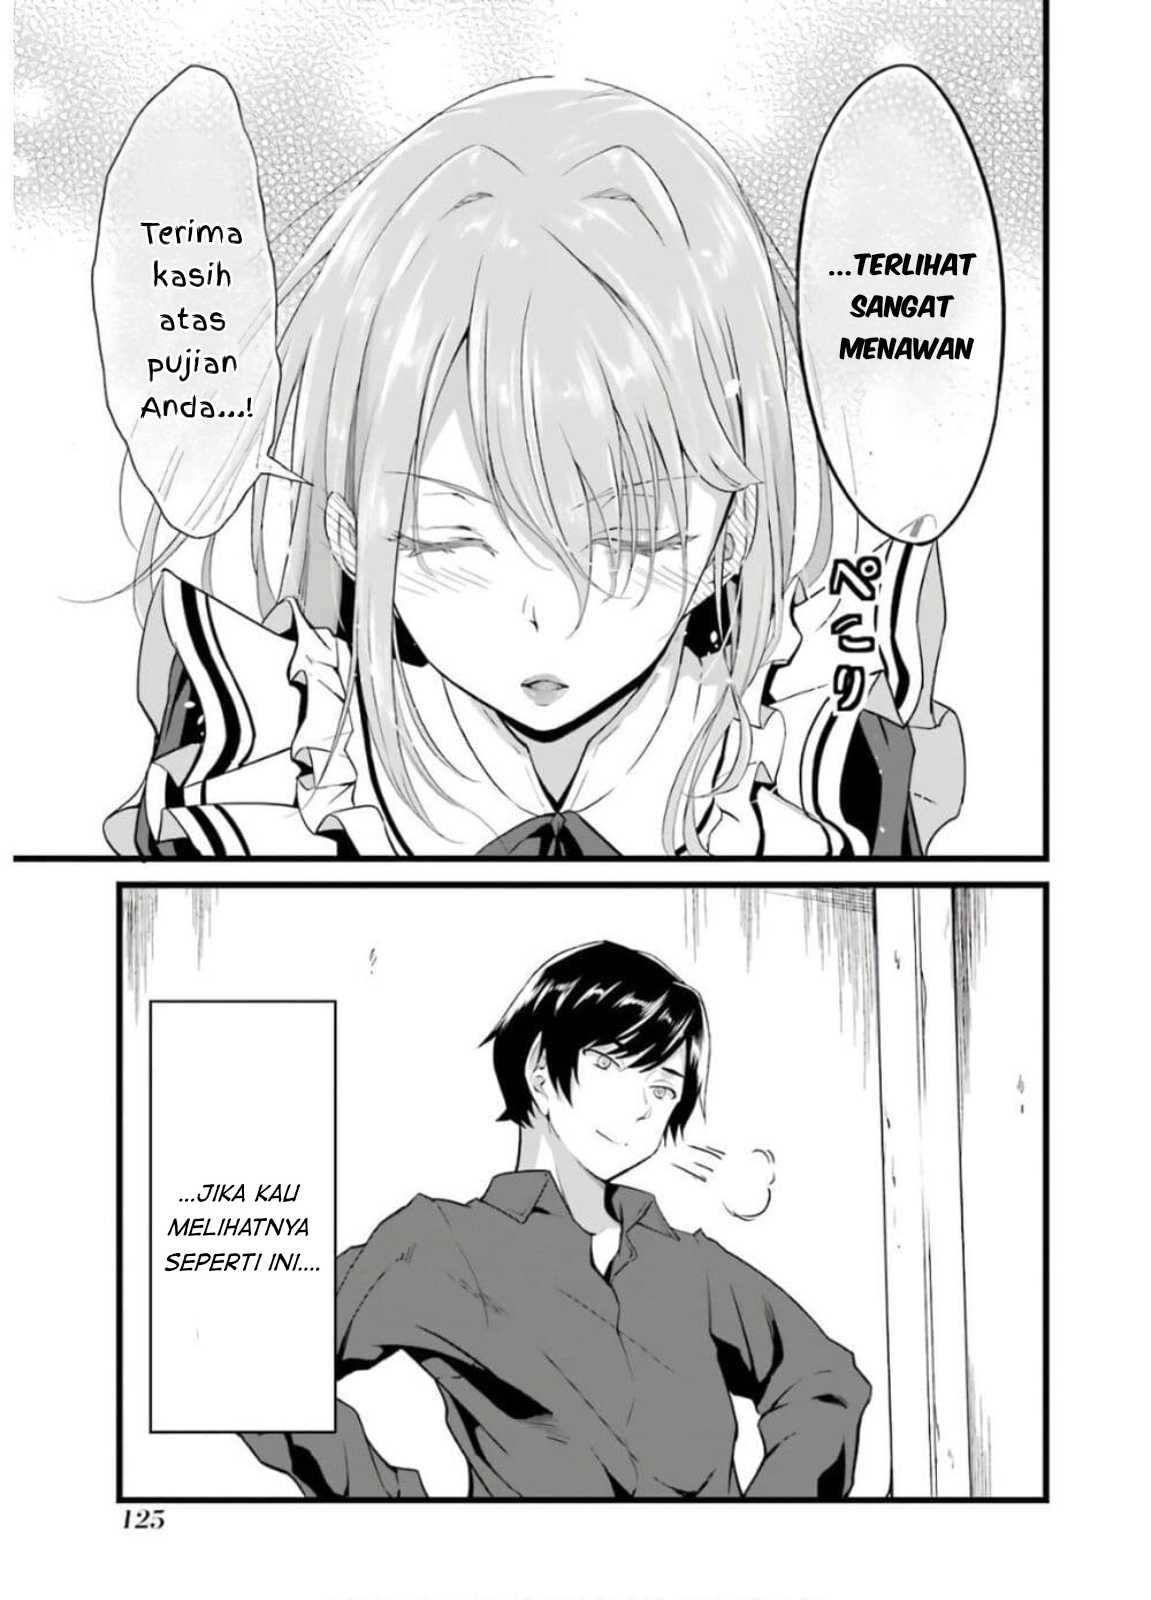 ...TERLIHAT
SANGAT
MENAWAN
Terima
kasih
atas
pujian
Anda...!
ぺこり
...JIKA KAU
MELIHATNYA
SEPERTI INI....
125